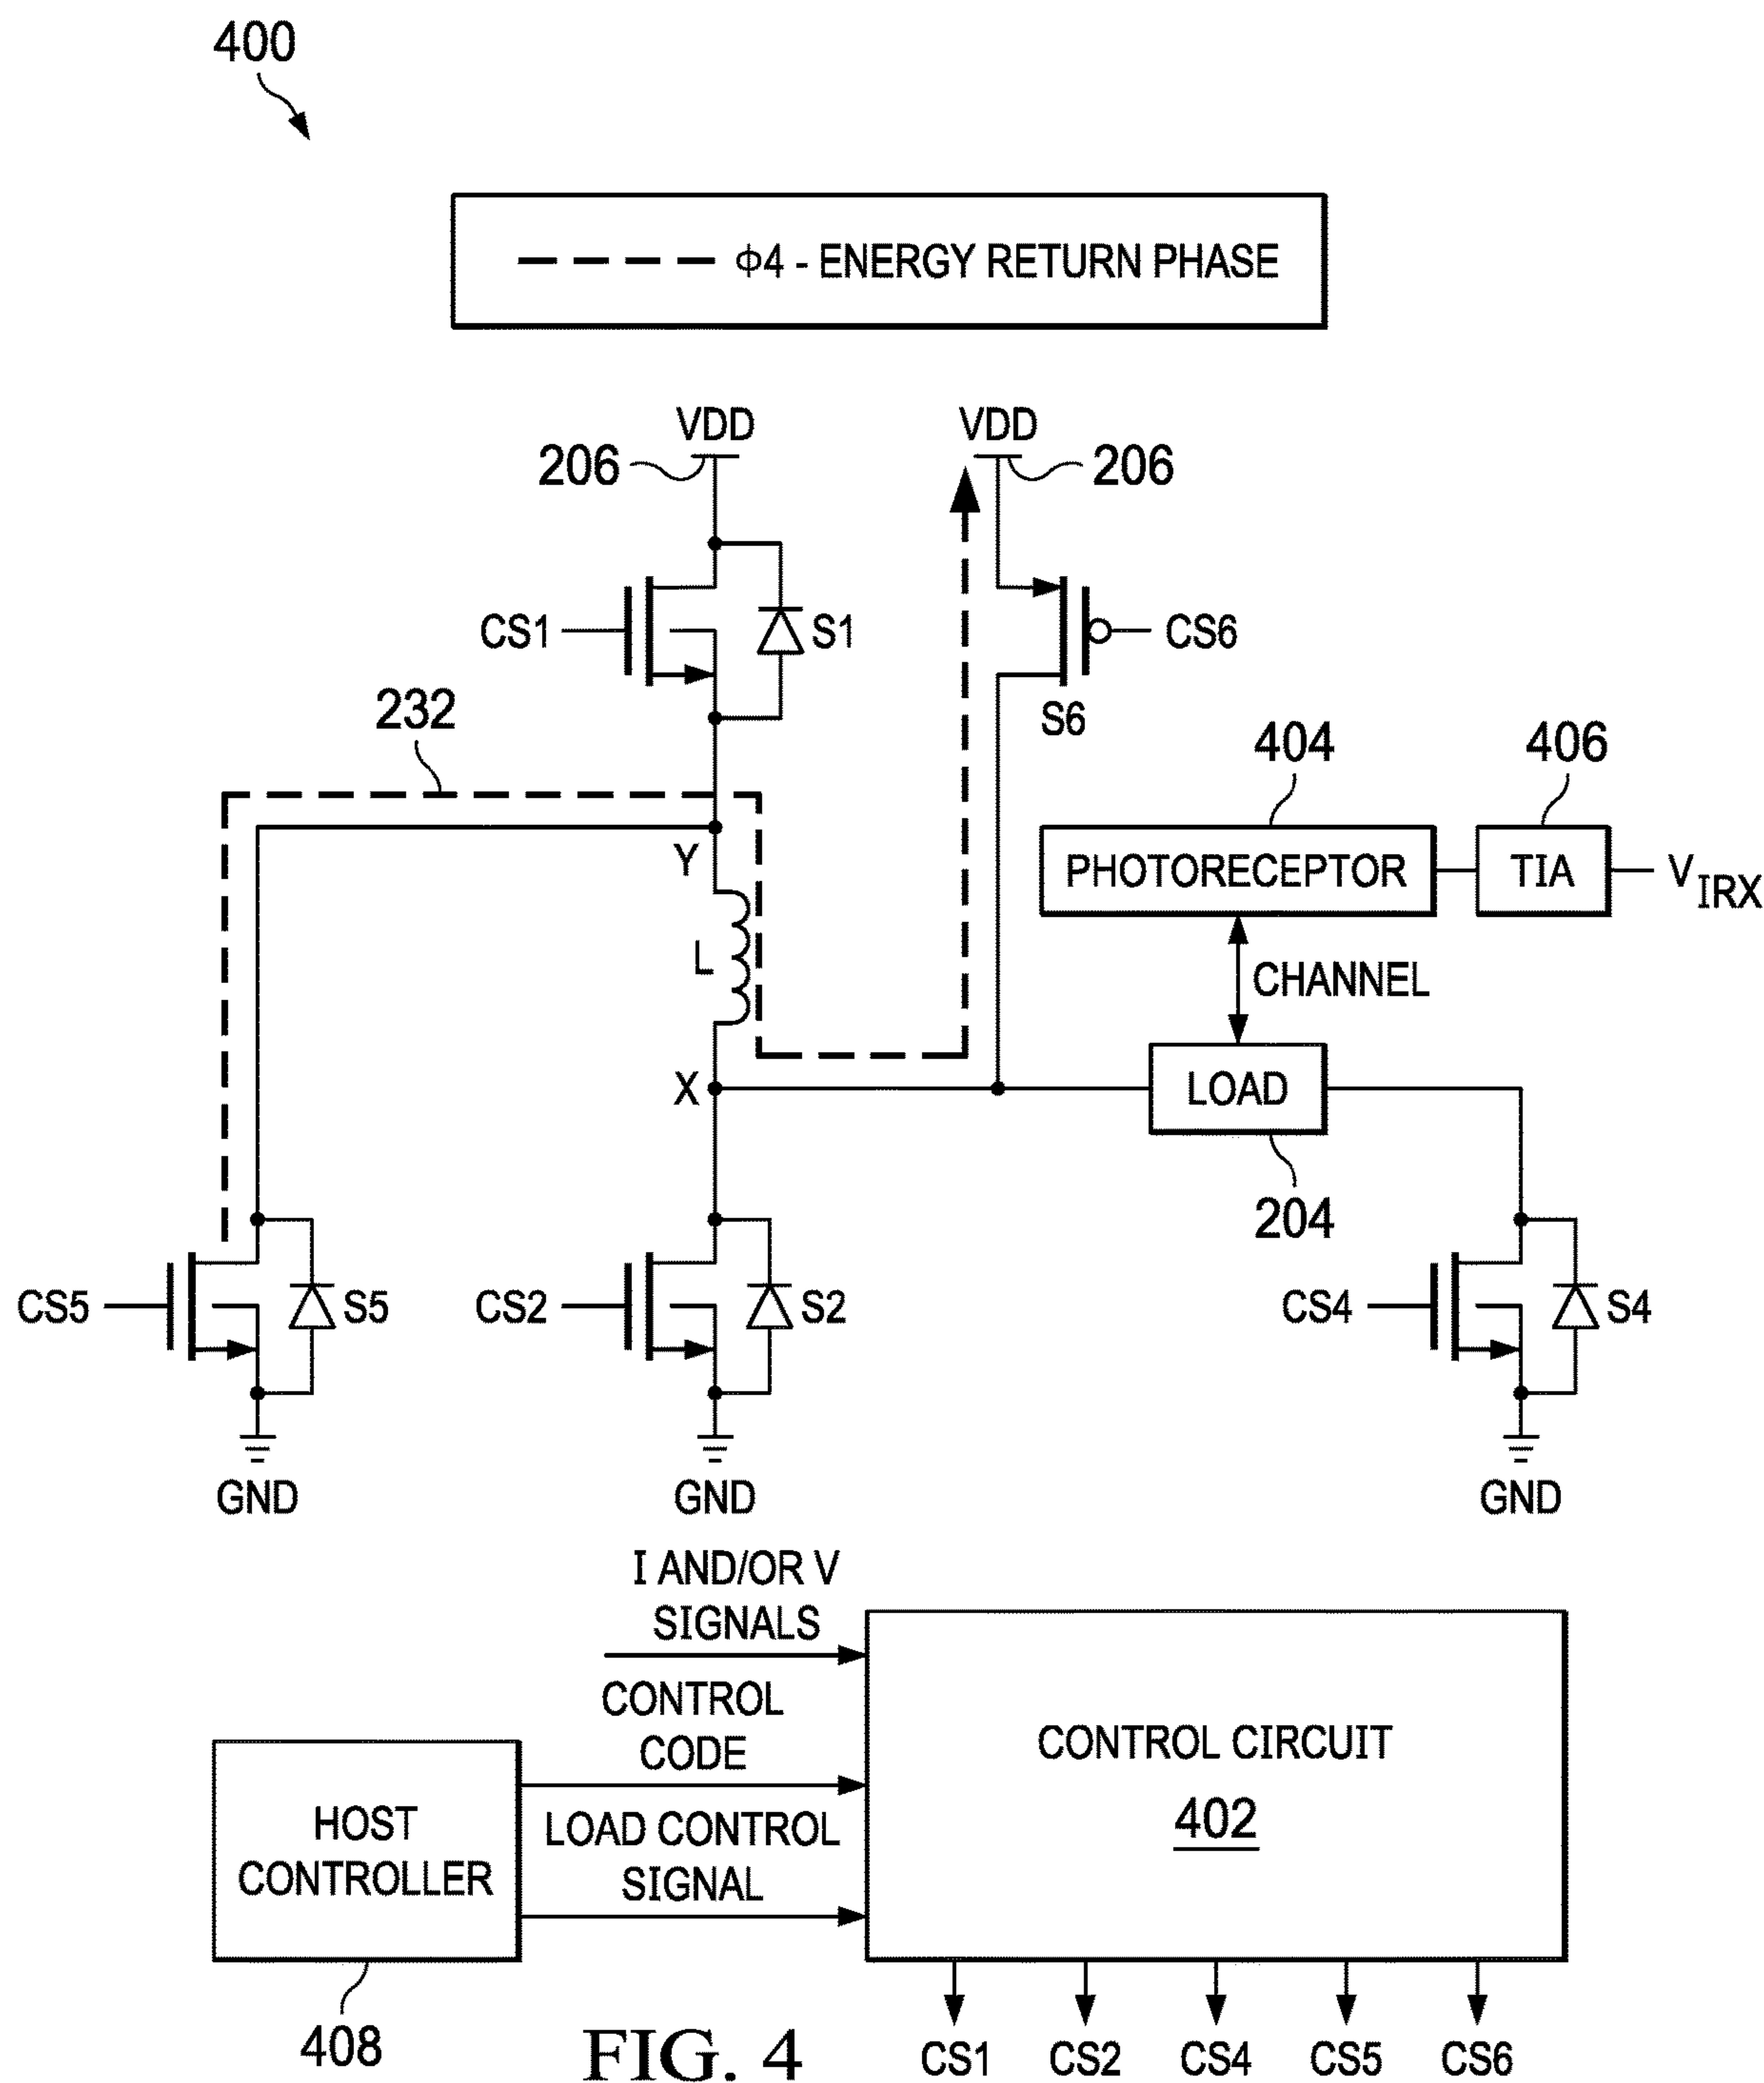 400
Φ4 - ENERGY RETURN PHASE
VDD
VDD
206
206
CS1
S1
CS6
S6
232
404
406
Y
PHOTORECEPTOR
TIA
VIRX
L
CHANNEL
X
LOAD
204
CS5
S5
CS2
S2
CS4
S4
GND
GND
GND
I AND/OR V
SIGNALS
CONTROL
CODE
LOAD CONTROL
SIGNAL
CONTROL CIRCUIT
402
HOST
CONTROLLER
408
CS1
CS2
CS4
CS5
CS6
FIG. 4